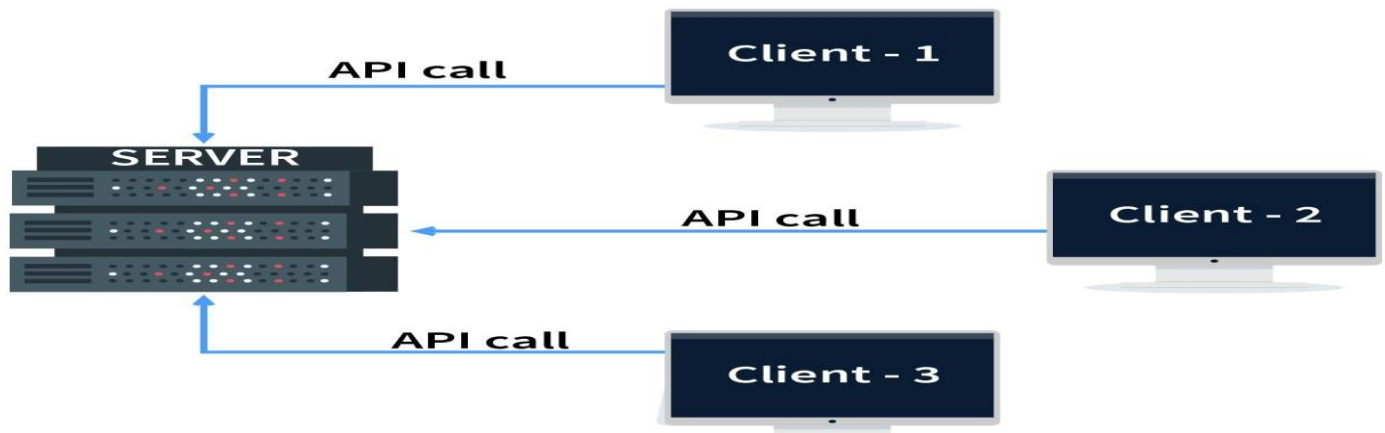 Client - 1
API call
SERVER
API call
Client - 2
API call
Client - 3